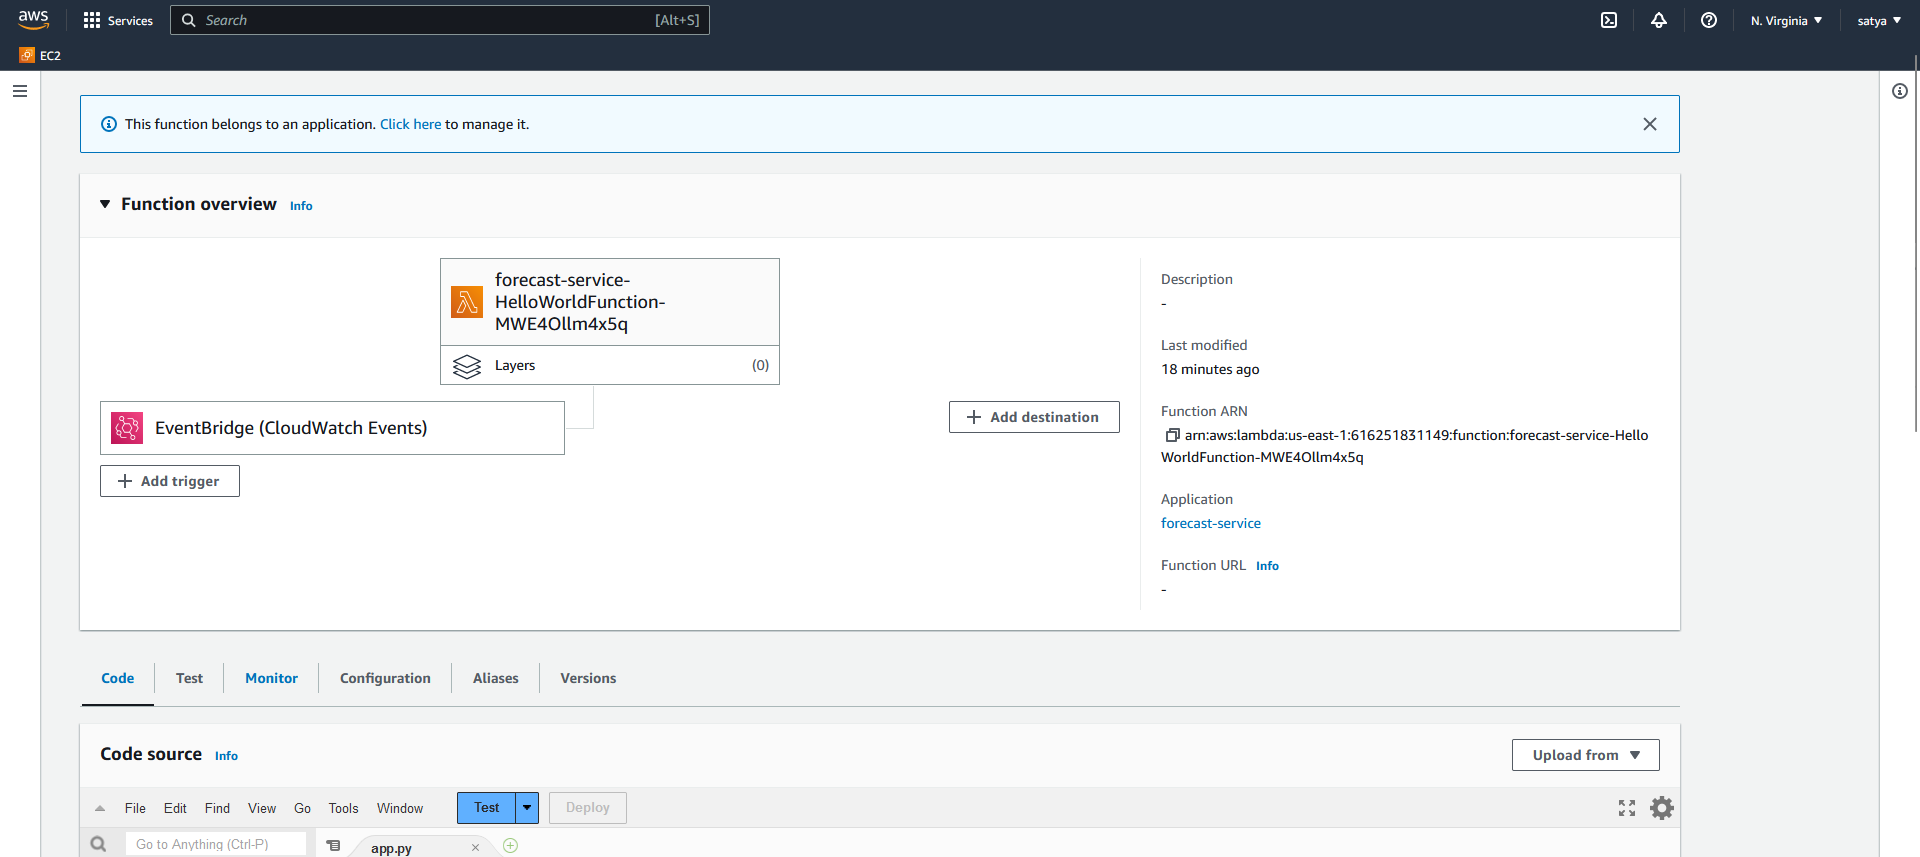 aws
Services
Search
[Alt+S]
N. Virginia
satya
EC2
This function belongs to an application. Click here to manage it.
Function overview
Info
forecast-service-
HelloWorldFunction-
MWE4Ollm4x5q
Layers
(0)
EventBridge (CloudWatch Events)
Add trigger
Add destination
Description
-
Last modified
18 minutes ago
Function ARN
arn:aws:lambda:us-east-1:616251831149:function:forecast-service-Hello
WorldFunction-MWE4Ollm4x5q
Application
forecast-service
Function URL Info
-
Code
Test
Monitor
Configuration
Aliases
Versions
Code source
Info
Upload from
File Edit Find View Go Tools Window
Test
Deploy
Go to Anything (Ctrl-P)
app.py